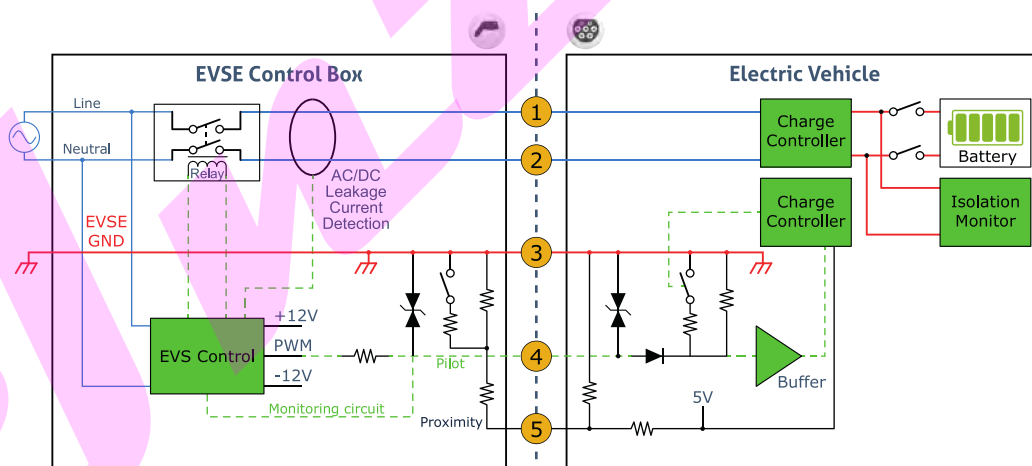 EVSE Control Box
Electric Vehicle
Line
Neutral
Relay
AC/DC
Leakage
Current
Detection
EVSE
GND
1
2
3
4
5
Charge
Controller
Battery
Charge
Controller
Isolation
Monitor
+12V
PWM
-12V
EVS Control
Pilot
Monitoring circuit
Proximity
Buffer
5V